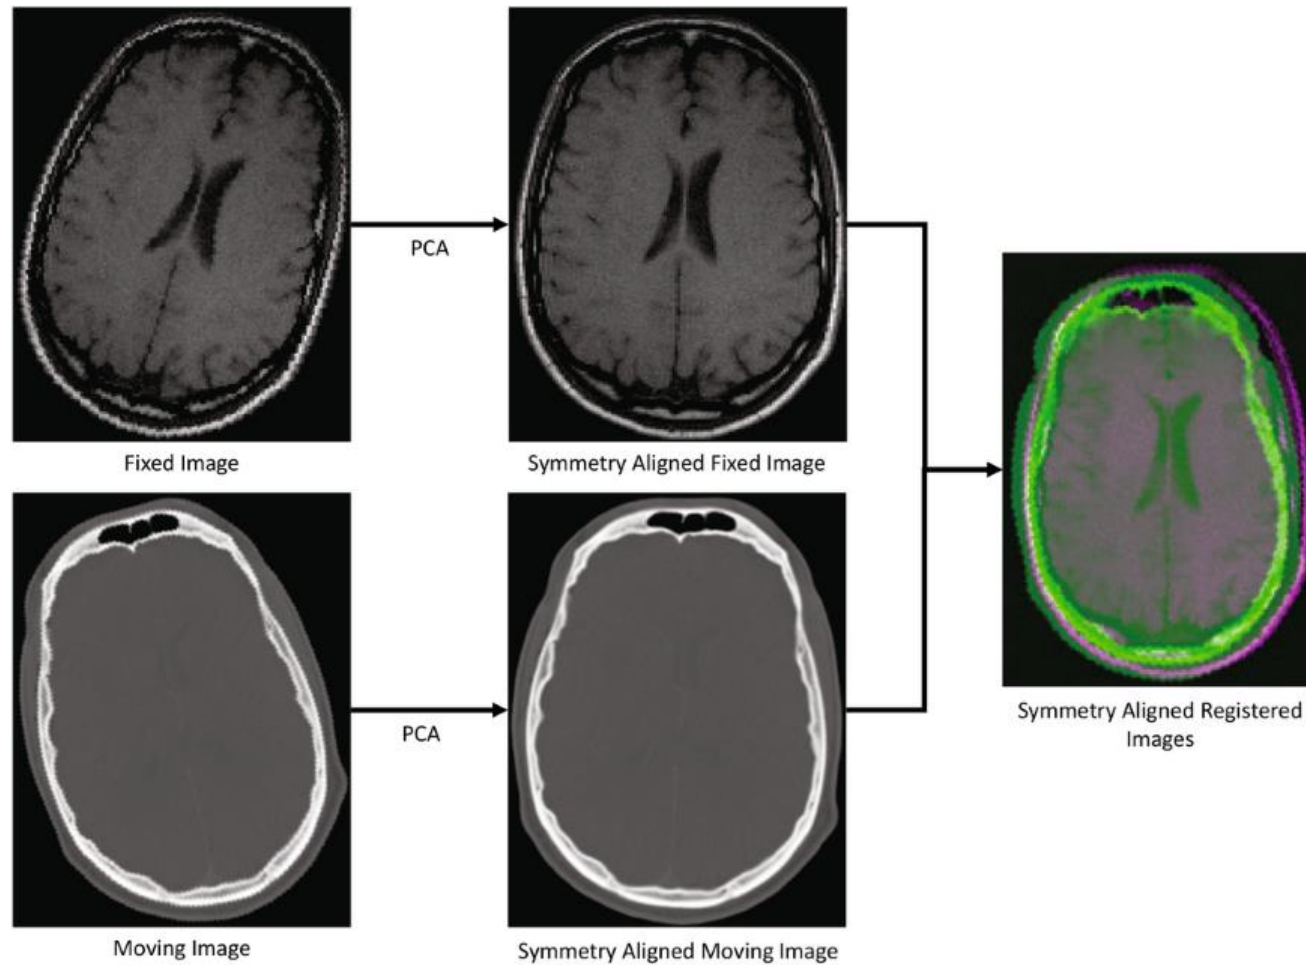 PCA
Fixed Image
Symmetry Aligned Fixed Image
PCA
Moving Image
Symmetry Aligned Moving Image
Symmetry Aligned Registered
Images